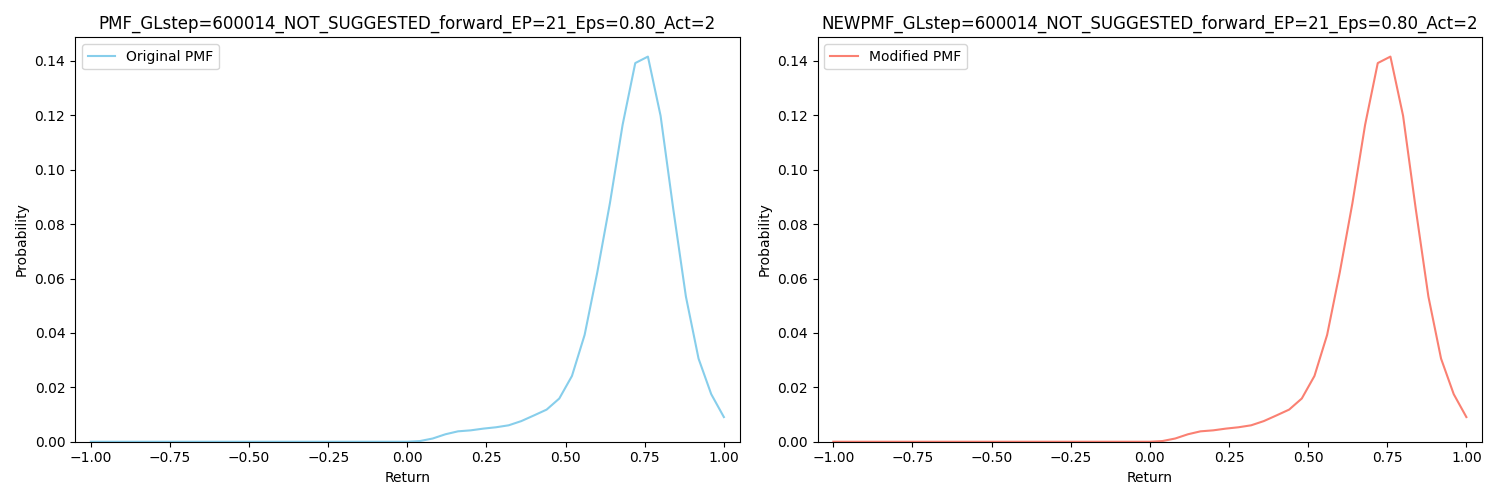 PMF_GLstep=600014_NOT_SUGGESTED_forward_EP=21_Eps=0.80_Act=2
Original PMF
0.14
0.12
0.10
0.08
0.06
0.04
0.02
0.00
Probability
−1.00 −0.75 −0.50 −0.25 0.00 0.25 0.50 0.75 1.00
Return
NEWPMF_GLstep=600014_NOT_SUGGESTED_forward_EP=21_Eps=0.80_Act=2
Modified PMF
0.14
0.12
0.10
0.08
0.06
0.04
0.02
0.00
Probability
−1.00 −0.75 −0.50 −0.25 0.00 0.25 0.50 0.75 1.00
Return